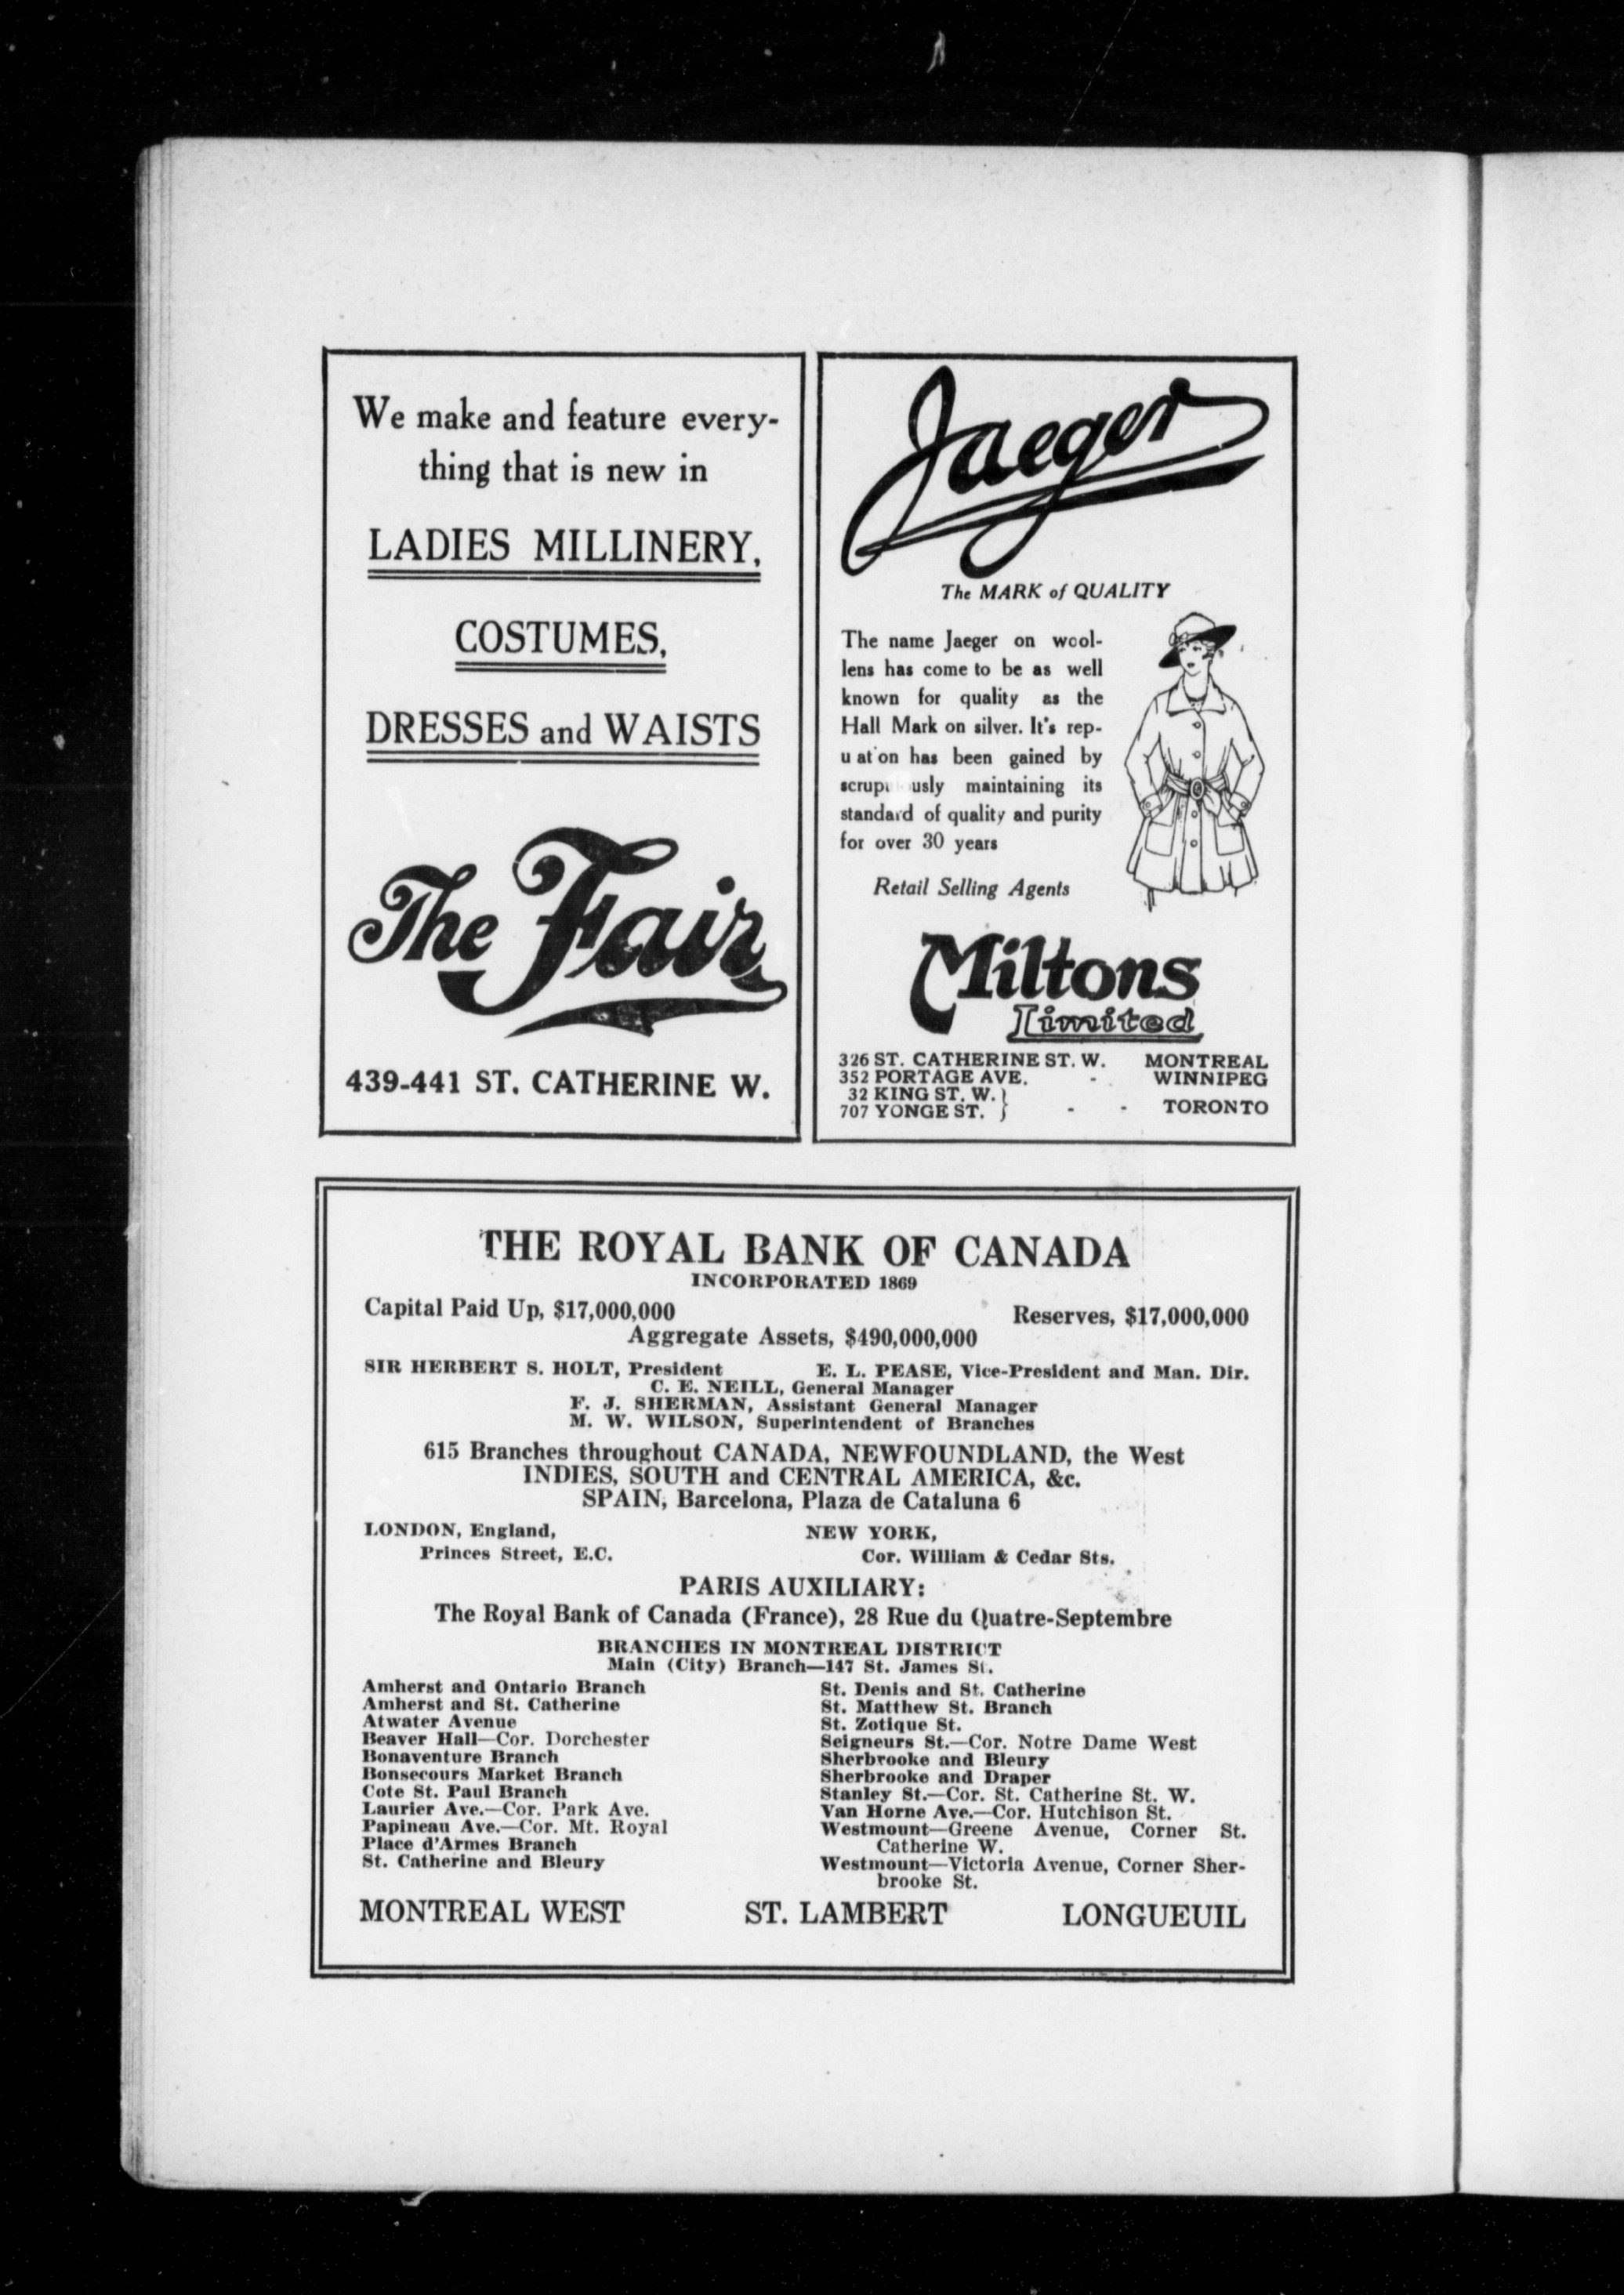 We make and feature every-
thing that is new in
LADIES MILLINERY,
COSTUMES,
DRESSES and WAISTS
The Fair
439-441 ST. CATHERINE W.
Jaeger
The MARK of QUALITY
The name Jaeger on wool-
lens has come to be as well
known for quality as the
Hall Mark on silver. It's rep-
u at on has been gained by
usly maintaining its
standard of quality and purity
for over 30 years
Retail Selling Agents
Miltons
Limited
326 ST. CATHERINE ST. W. MONTREAL
352 PORTAGE AVE. - WINNIPEG
32 KING ST. W. }
707 YONGE ST. } - - TORONTO
THE ROYAL BANK OF CANADA
INCORPORATED 1869
Capital Paid Up, $17,000,000 Reserves, $17,000,000
Aggregate Assets, $490,000,000
SIR HERBERT S. HOLT, President E. L. PEASE, Vice-President and Man. Dir.
C. E. NEILL, General Manager
F. J. SHERMAN, Assistant General Manager
M. W. WILSON, Superintendent of Branches
615 Branches throughout CANADA, NEWFOUNDLAND, the West
INDIES, SOUTH and CENTRAL AMERICA, &c.
SPAIN, Barcelona, Plaza de Cataluna 6
LONDON, England, NEW YORK,
Princes Street, E.C. Cor. William & Cedar Sts.
PARIS AUXILIARY:
The Royal Bank of Canada (France), 28 Rue du Quatre-Septembre
BRANCHES IN MONTREAL DISTRICT
Main (City) Branch—147 St. James St.
Amherst and Ontario Branch
Amherst and St. Catherine
Atwater Avenue
Beaver Hall—Cor. Dorchester
Bonaventure Branch
Bonsecours Market Branch
Cote St. Paul Branch
Laurier Ave.—Cor. Park Ave.
Papineau Ave.—Cor. Mt. Royal
Place d'Armes Branch
St. Catherine and Bleury
St. Denis and St. Catherine
St. Matthew St. Branch
St. Zotique St.
Seigneurs St.—Cor. Notre Dame West
Sherbrooke and Bleury
Sherbrooke and Draper
Stanley St.—Cor. St. Catherine St. W.
Van Horne Ave.—Cor. Hutchison St.
Westmount—Greene Avenue, Corner St.
Catherine W.
Westmount—Victoria Avenue, Corner Sher-
brooke St.
MONTREAL WEST ST. LAMBERT LONGUEUIL